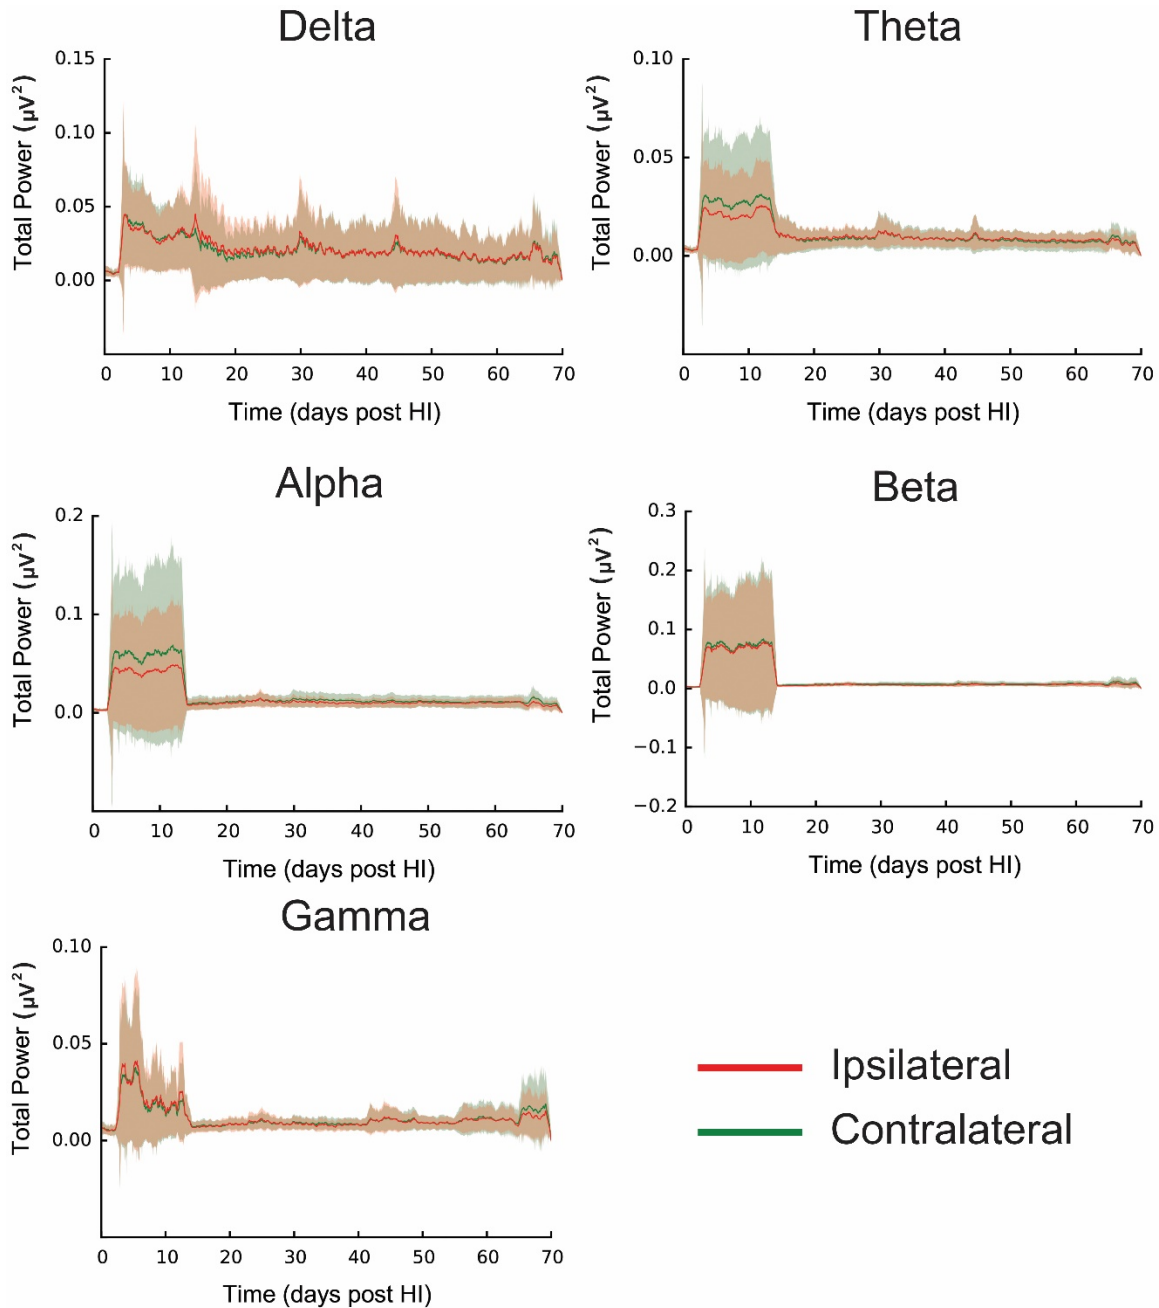 Delta
Total Power (μV²)
0.15
0.10
0.05
0.00
0 10 20 30 40 50 60 70
Time (days post HI)
Theta
Total Power (μV²)
0.10
0.05
0.00
0 10 20 30 40 50 60 70
Time (days post HI)
Alpha
Total Power (μV²)
0.2
0.1
0.0
0 10 20 30 40 50 60 70
Time (days post HI)
Beta
Total Power (μV²)
0.3
0.2
0.1
0.0
−0.1
−0.2
0 10 20 30 40 50 60 70
Time (days post HI)
Gamma
Total Power (μV²)
0.10
0.05
0.00
0 10 20 30 40 50 60 70
Time (days post HI)
Ipsilateral
Contralateral